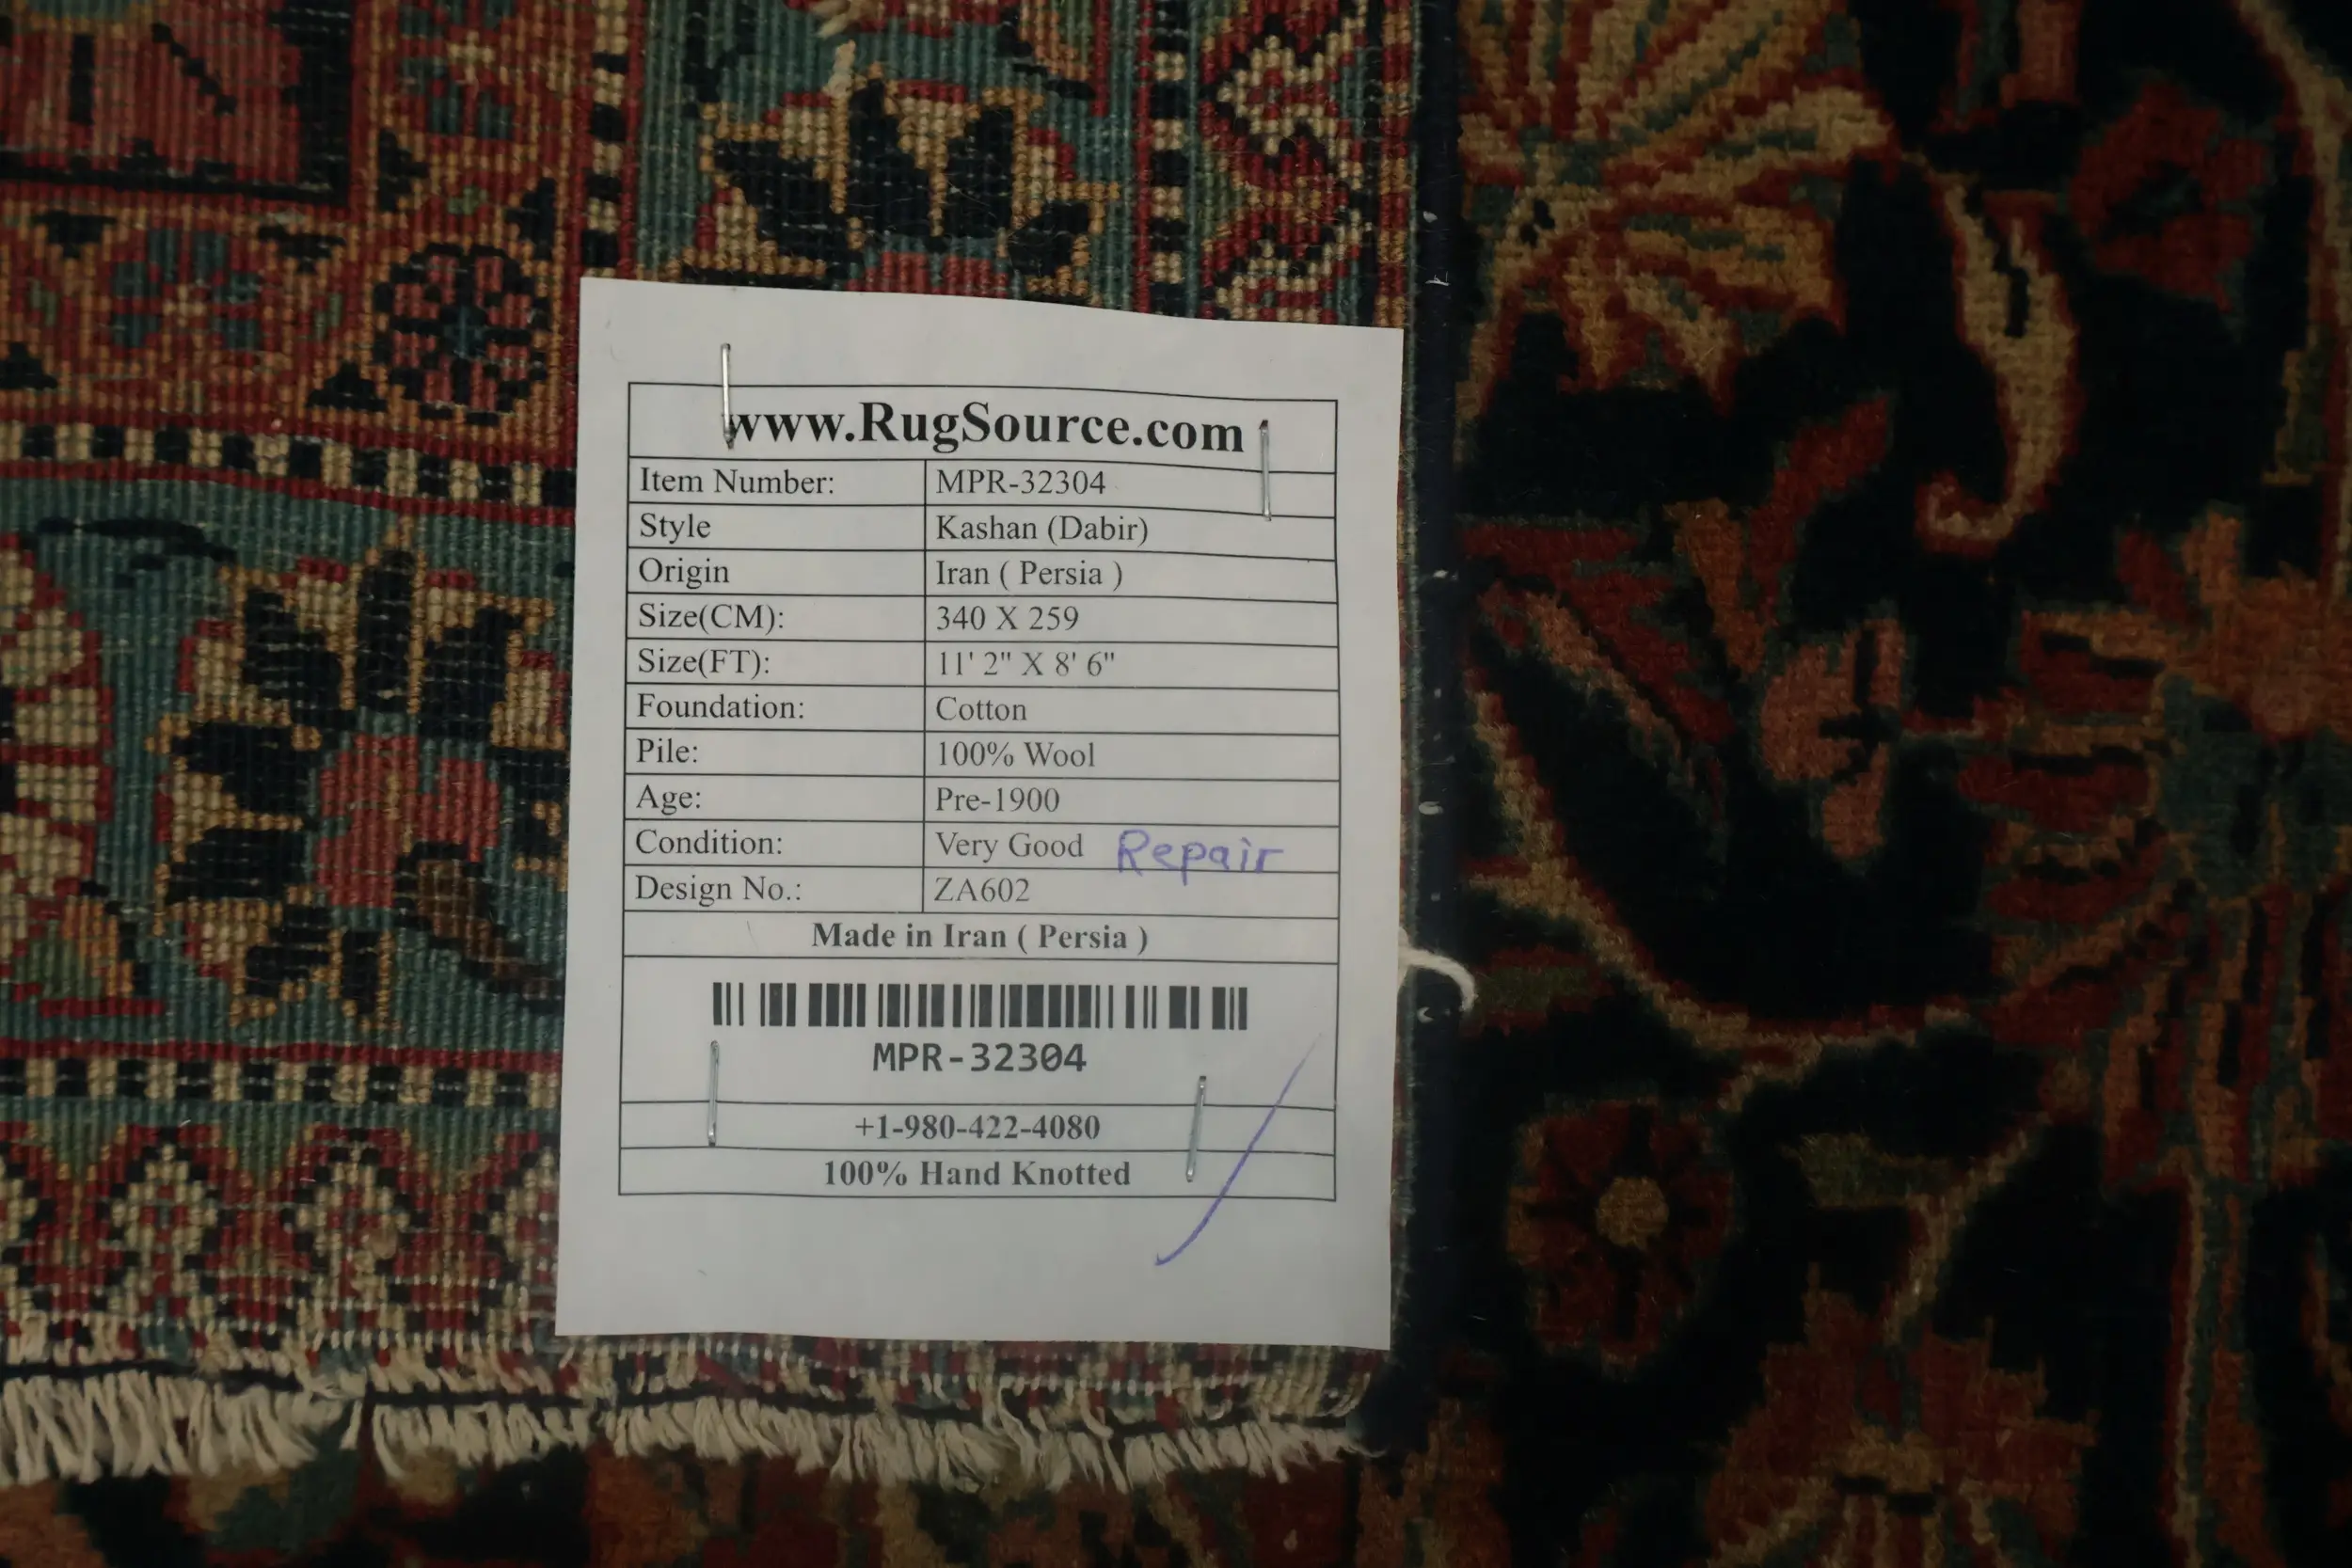 www.RugSource.com
Item Number: MPR-32304
Style Kashan (Dabir)
Origin Iran ( Persia )
Size(CM): 340 X 259
Size(FT): 11' 2" X 8' 6"
Foundation: Cotton
Pile: 100% Wool
Age: Pre-1900
Condition: Very Good Repair
Design No.: ZA602
Made in Iran ( Persia )
MPR-32304
+1-980-422-4080
100% Hand Knotted